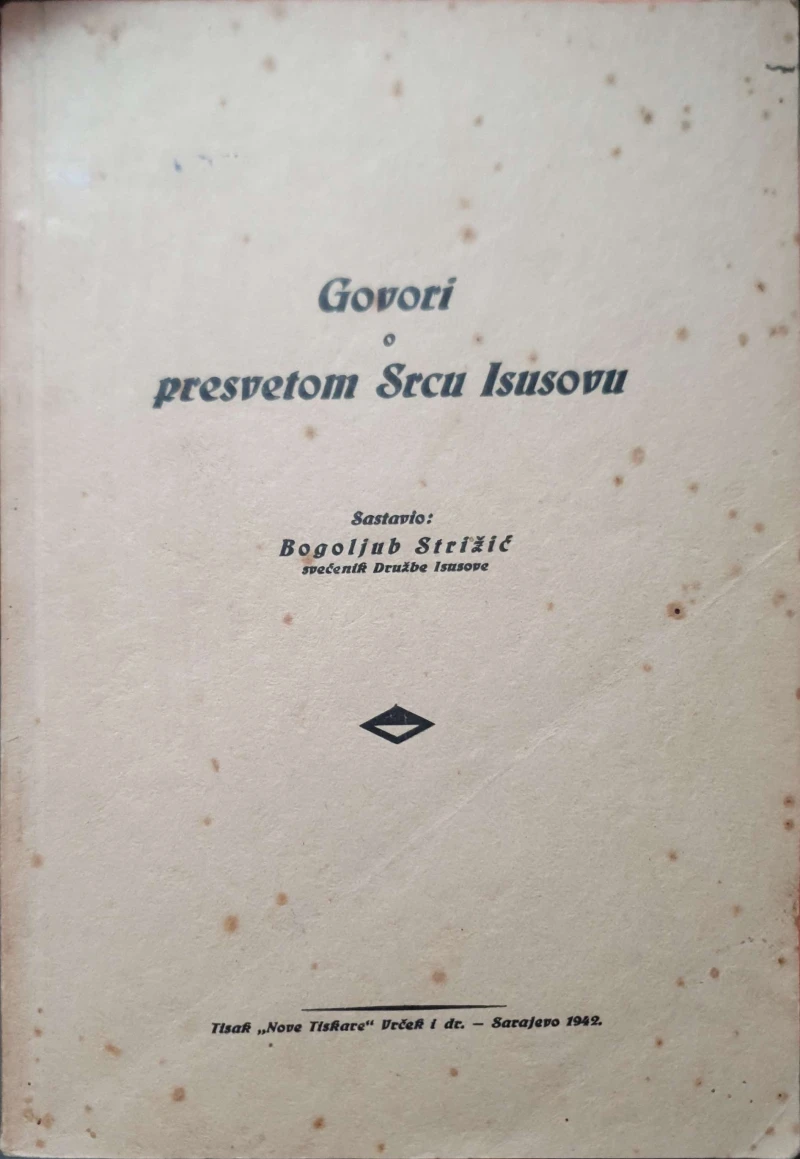 Govori
o
presvetom Srcu Isusovu
Sastavio:
Bogoljub Strižić
svećenik Družbe Isusove
Tisak „Nove Tiskare“ Vrček i dr. — Sarajevo 1942.